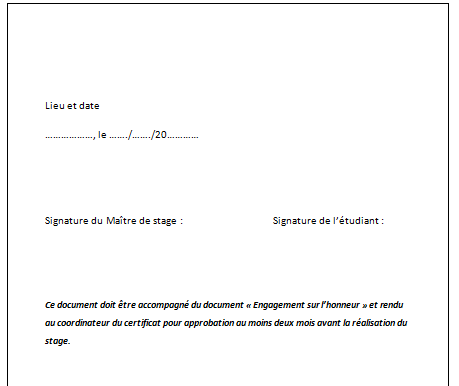 Lieu et date
………………, le ……./……./20…………
Signature du Maître de stage : Signature de l'étudiant :
Ce document doit être accompagné du document « Engagement sur l'honneur » et rendu
au coordinateur du certificat pour approbation au moins deux mois avant la réalisation du
stage.